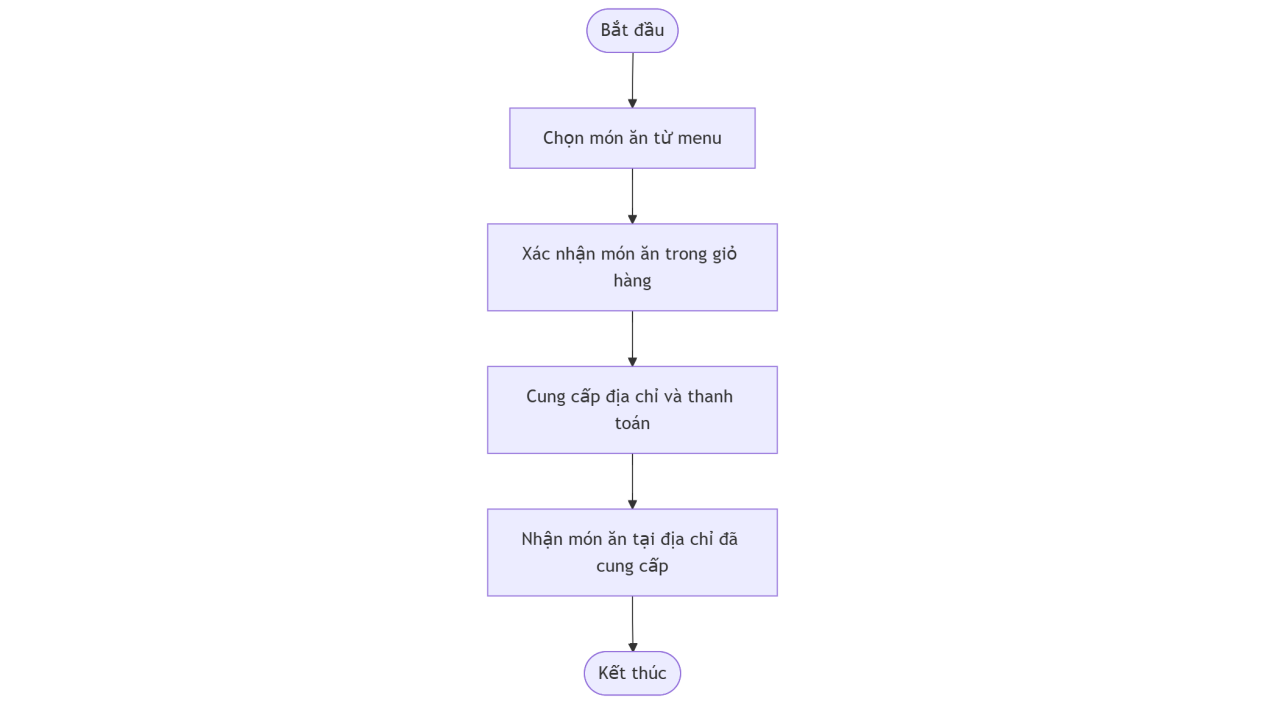 Bắt đầu
Chọn món ăn từ menu
Xác nhận món ăn trong giỏ
hàng
Cung cấp địa chỉ và thanh
toán
Nhận món ăn tại địa chỉ đã
cung cấp
Kết thúc